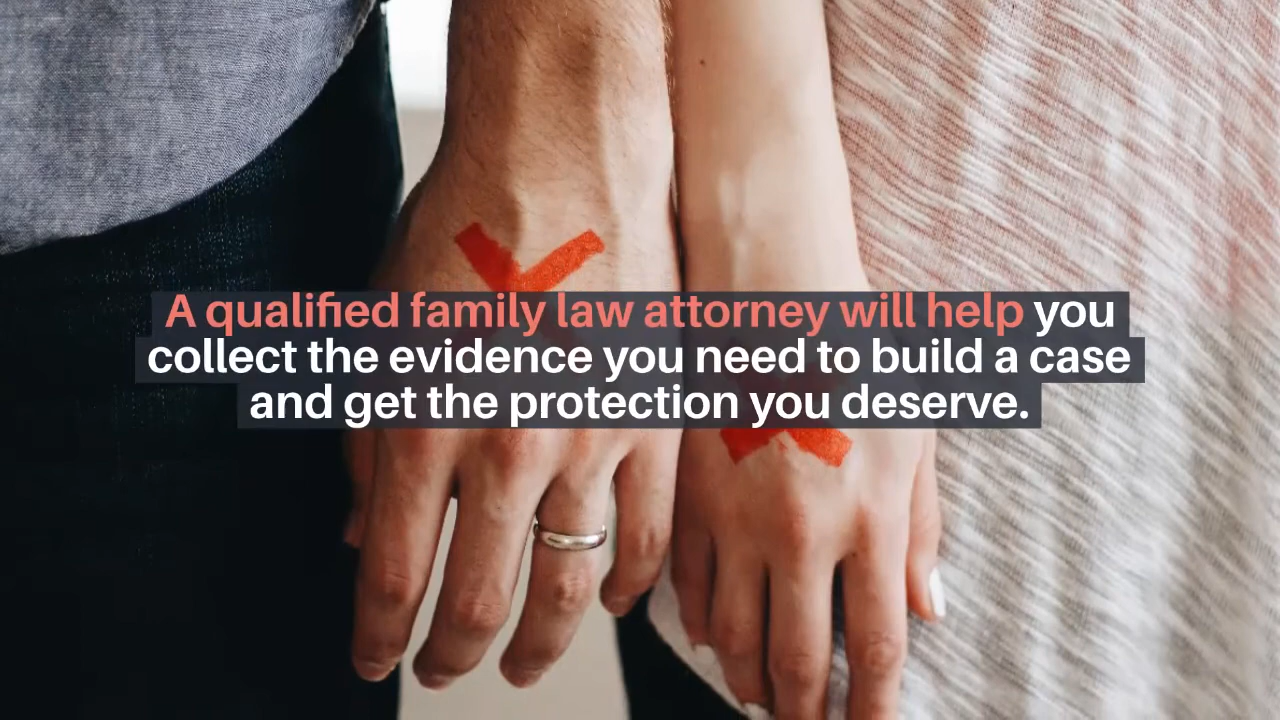 A qualified family law attorney will help you
collect the evidence you need to build a case
and get the protection you deserve.